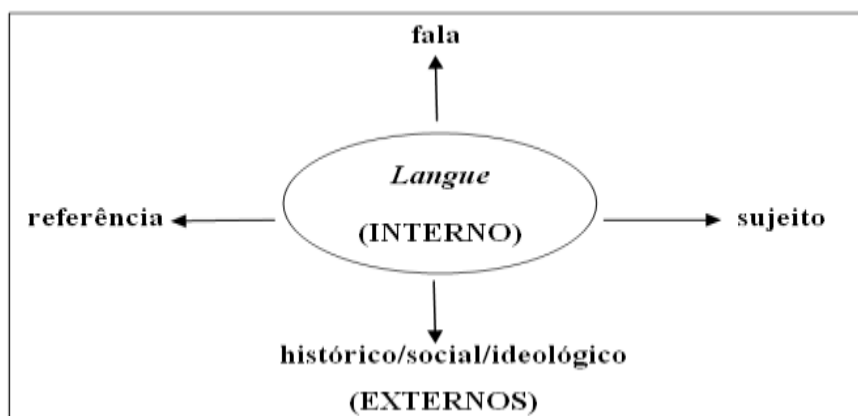 fala
Langue
referência
sujeito
(INTERNO)
histórico/social/ideológico
(EXTERNOS)